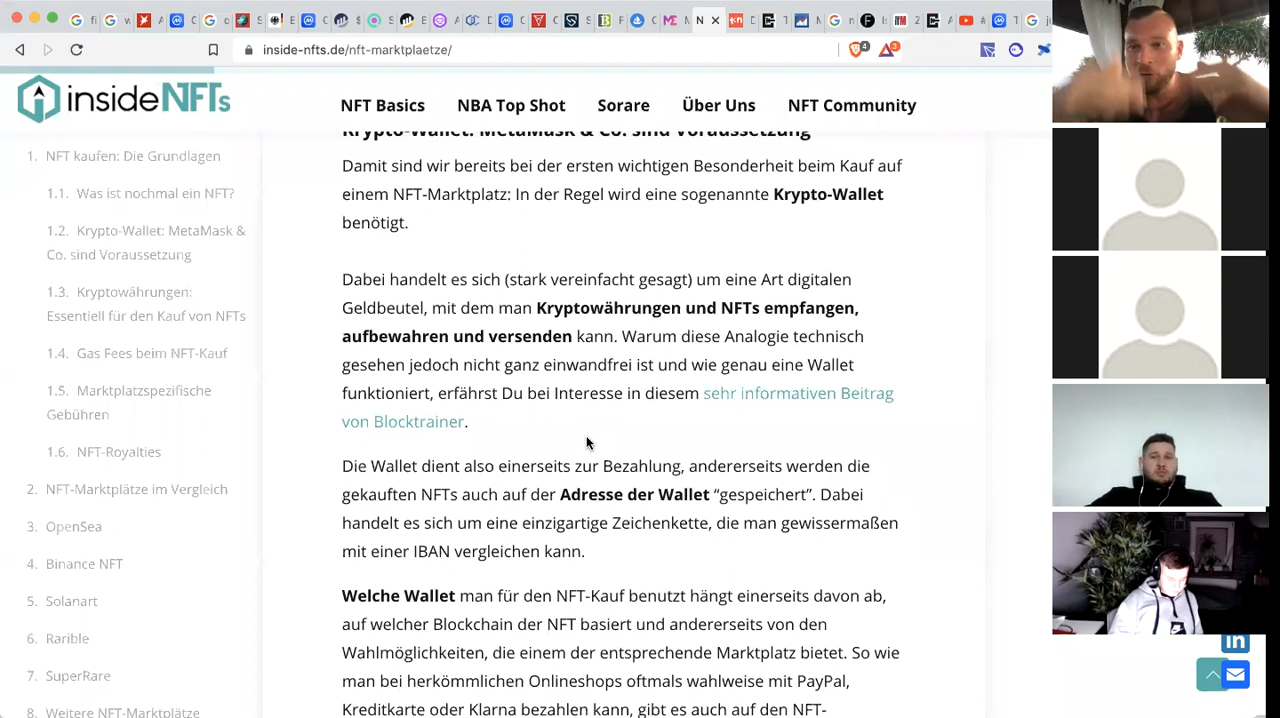 inside-nfts.de/nft-marktplaetze/
4
3
insideNFTs
NFT Basics
NBA Top Shot
Sorare
Über Uns
NFT Community
1. NFT kaufen: Die Grundlagen
1.1. Was ist nochmal ein NFT?
1.2. Krypto-Wallet: MetaMask &
Co. sind Voraussetzung
1.3. Kryptowährungen:
Essentiell für den Kauf von NFTs
1.4. Gas Fees beim NFT-Kauf
1.5. Marktplatzspezifische
Gebühren
1.6. NFT-Royalties
2. NFT-Marktplätze im Vergleich
3. OpenSea
4. Binance NFT
5. Solanart
6. Rarible
7. SuperRare
8. Weitere NFT-Marktplätze
Krypto-Wallet: MetaMask & Co. sind Voraussetzung
Damit sind wir bereits bei der ersten wichtigen Besonderheit beim Kauf auf
einem NFT-Marktplatz: In der Regel wird eine sogenannte Krypto-Wallet
benötigt.
Dabei handelt es sich (stark vereinfacht gesagt) um eine Art digitalen
Geldbeutel, mit dem man Kryptowährungen und NFTs empfangen,
aufbewahren und versenden kann. Warum diese Analogie technisch
gesehen jedoch nicht ganz einwandfrei ist und wie genau eine Wallet
funktioniert, erfährst Du bei Interesse in diesem sehr informativen Beitrag
von Blocktrainer.
Die Wallet dient also einerseits zur Bezahlung, andererseits werden die
gekauften NFTs auch auf der Adresse der Wallet “gespeichert”. Dabei
handelt es sich um eine einzigartige Zeichenkette, die man gewissermaßen
mit einer IBAN vergleichen kann.
Welche Wallet man für den NFT-Kauf benutzt hängt einerseits davon ab,
auf welcher Blockchain der NFT basiert und andererseits von den
Wahlmöglichkeiten, die einem der entsprechende Marktplatz bietet. So wie
man bei herkömmlichen Onlineshops oftmals wahlweise mit PayPal,
Kreditkarte oder Klarna bezahlen kann, gibt es auch auf den NFT-
in